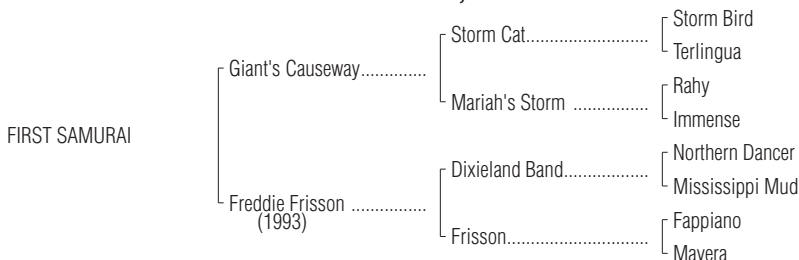 Storm Bird
Storm Cat..............................
Terlingua
Giant's Causeway..............
Rahy
Mariah's Storm ................
Immense
FIRST SAMURAI
Northern Dancer
Dixieland Band.....................
Mississippi Mud
Freddie Frisson ................
(1993)
Fappiano
Frisson...................................
Mavera